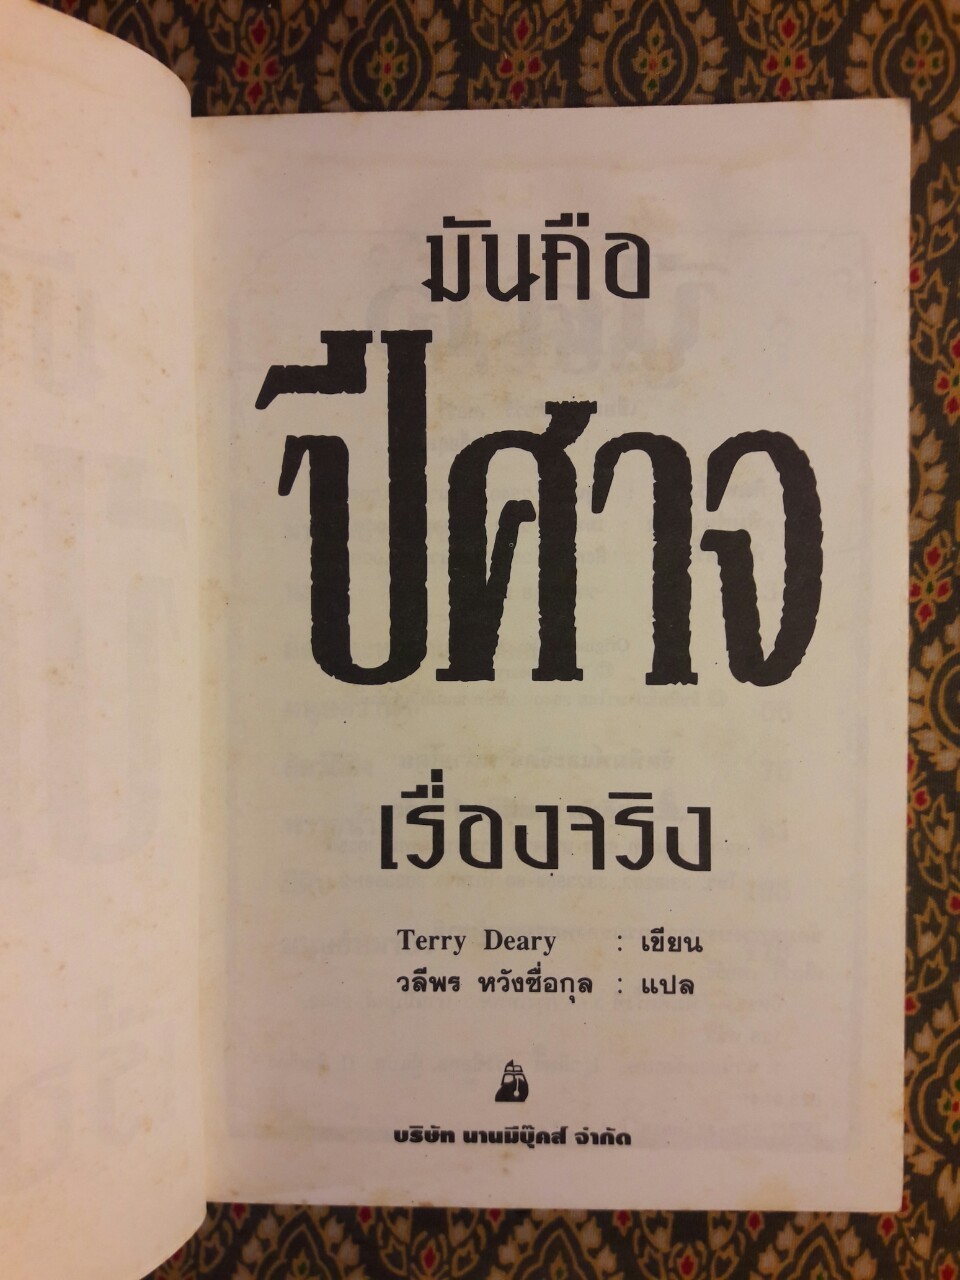 มันคือ
ปีศาจ
เรื่องจริง
Terry Deary : เขียน
วลีพร หวังซื่อกุล : แปล
บริษัท นานมีบุ๊คส์ จำกัด